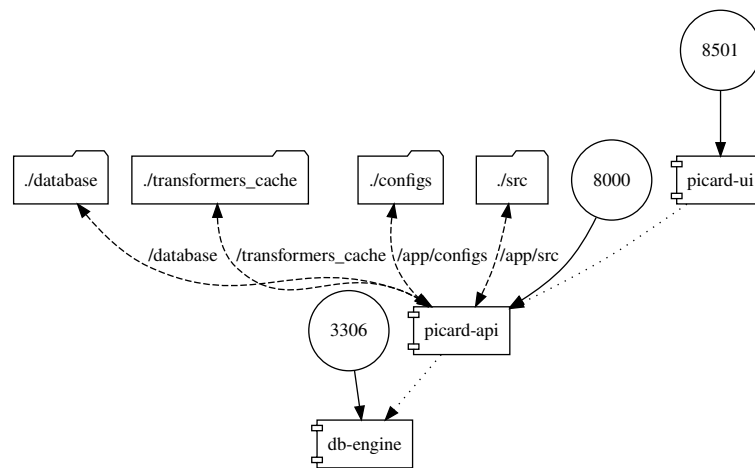 8501
./database
./transformers_cache
./configs
./src
8000
picard-ui
/database
/transformers_cache
/app/configs
/app/src
3306
picard-api
db-engine